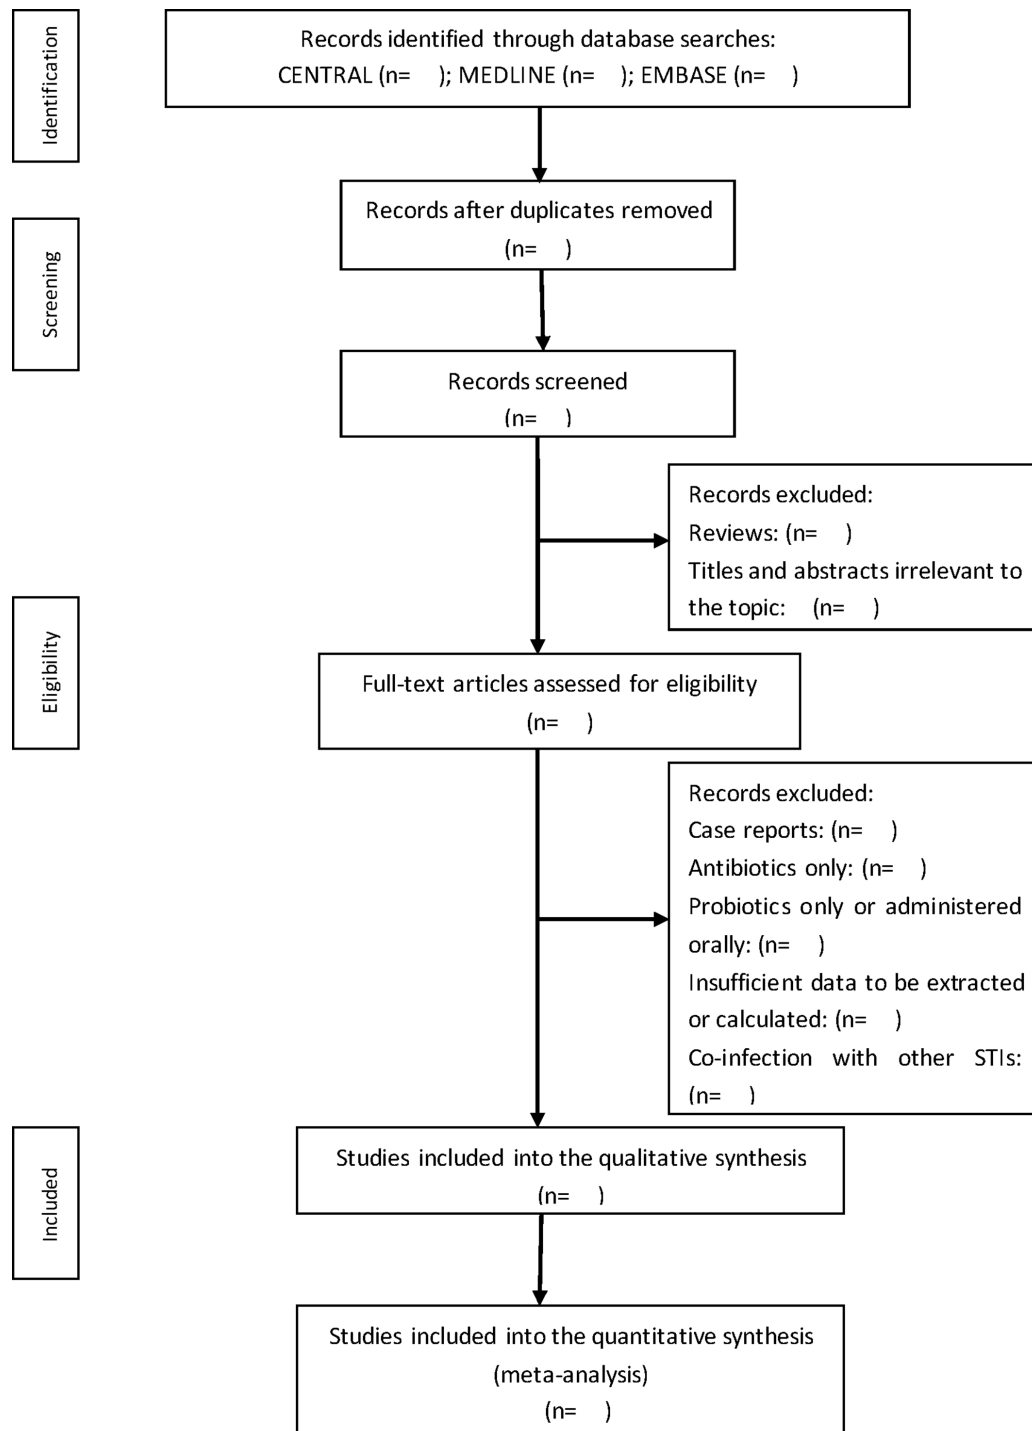 Identification
Records identified through database searches:
CENTRAL (n=    ); MEDLINE (n=    ); EMBASE (n=    )
Records after duplicates removed
(n=    )
Screening
Records screened
(n=    )
Records excluded:
Reviews: (n=    )
Titles and abstracts irrelevant to
the topic:    (n=    )
Eligibility
Full-text articles assessed for eligibility
(n=    )
Records excluded:
Case reports: (n=    )
Antibiotics only: (n=    )
Probiotics only or administered
orally: (n=    )
Insufficient data to be extracted
or calculated: (n=    )
Co-infection with other STIs:
(n=    )
Included
Studies included into the qualitative synthesis
(n=    )
Studies included into the quantitative synthesis
(meta-analysis)
(n=    )